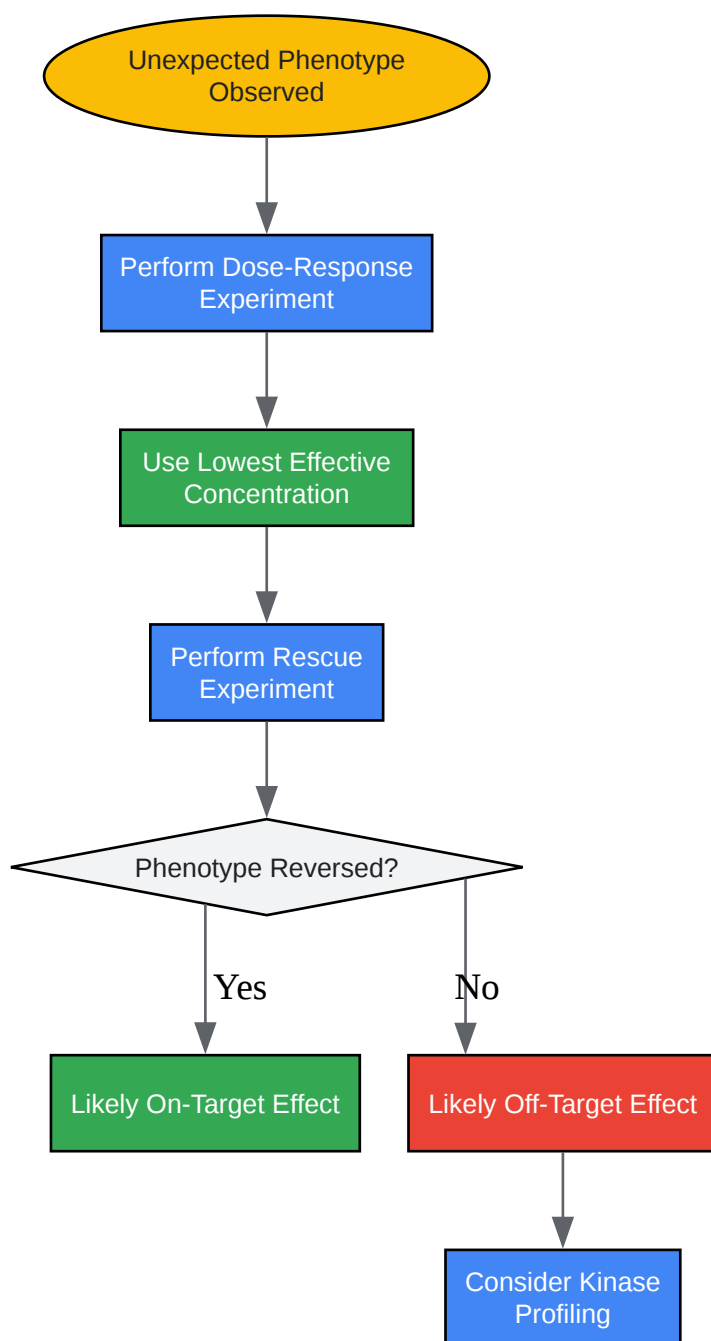 Unexpected Phenotype
Observed
Perform Dose-Response
Experiment
Use Lowest Effective
Concentration
Perform Rescue
Experiment
Phenotype Reversed?
Yes
No
Likely On-Target Effect
Likely Off-Target Effect
Consider Kinase
Profiling